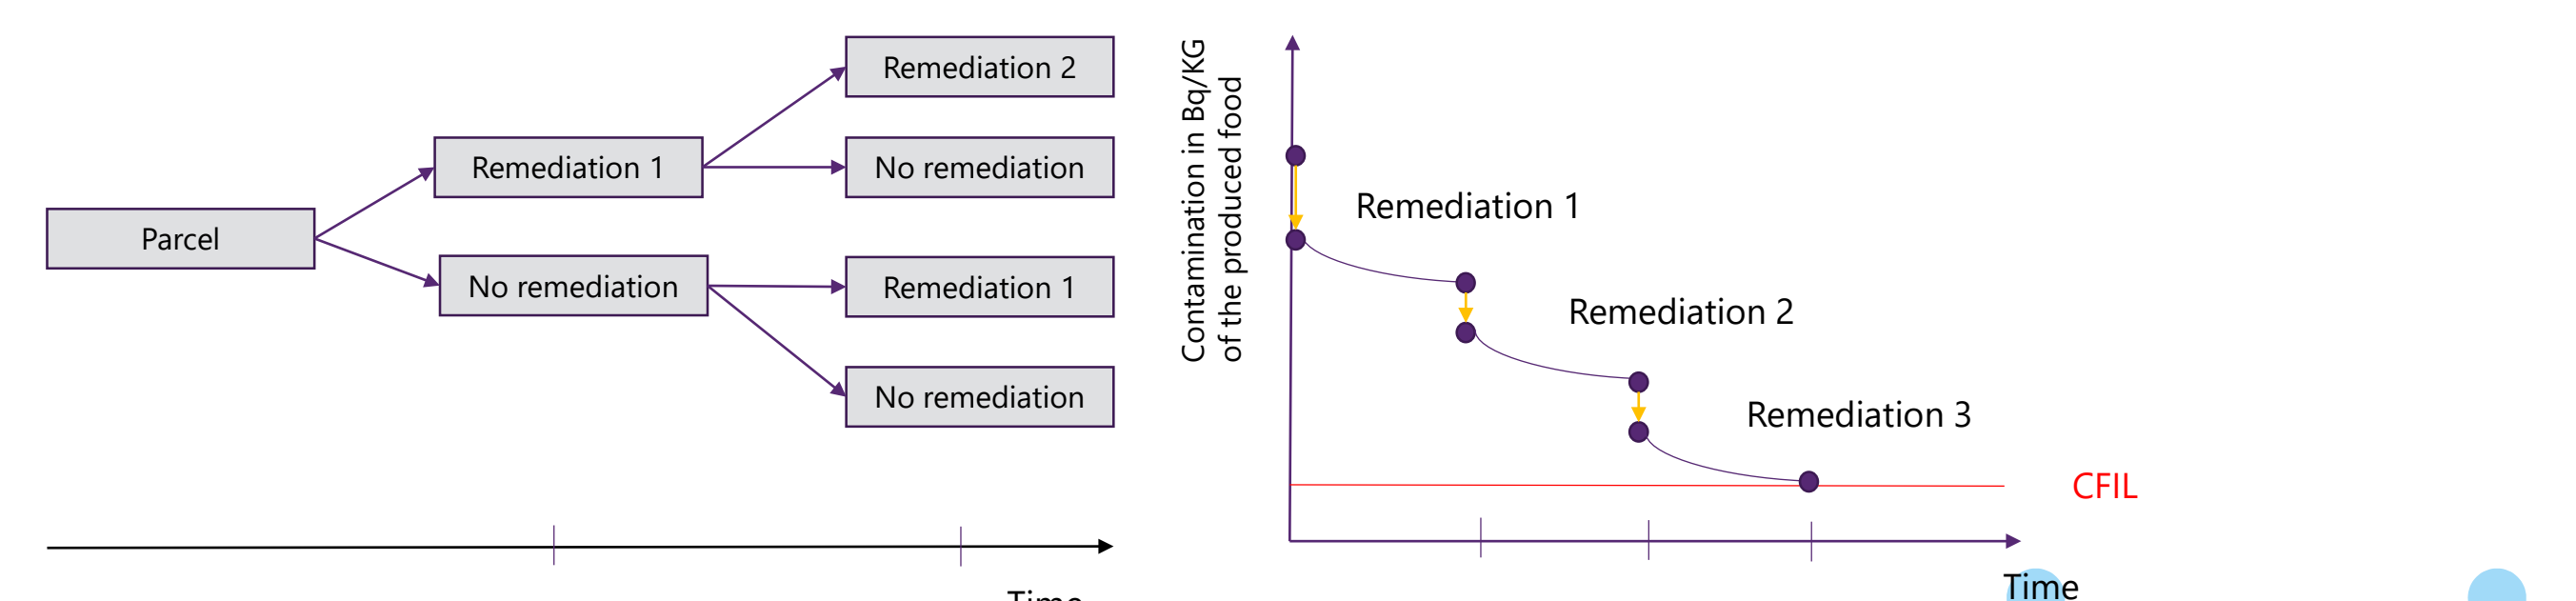 Remediation 2
Remediation 1
No remediation
Parcel
No remediation
Remediation 1
No remediation
Time
Contamination in Bq/KG
of the produced food
Remediation 1
Remediation 2
Remediation 3
CFIL
Time